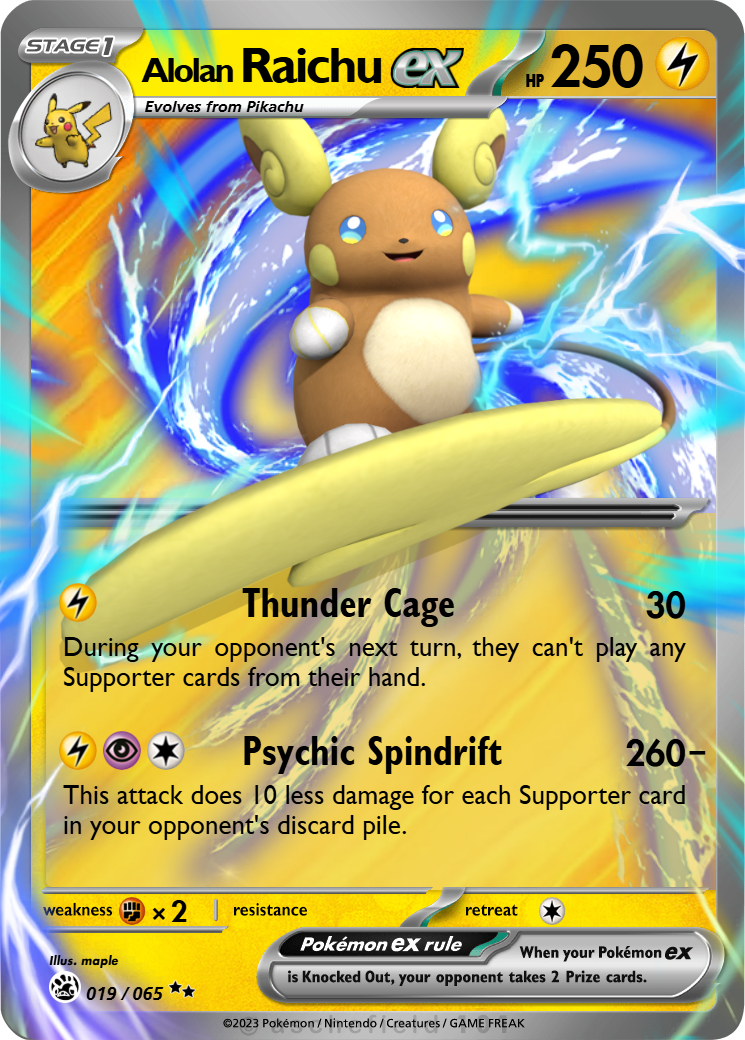 STAGE1
Alolan Raichu ex
HP 250
Evolves from Pikachu
Thunder Cage 30
During your opponent's next turn, they can't play any
Supporter cards from their hand.
Psychic Spindrift 260−
This attack does 10 less damage for each Supporter card
in your opponent's discard pile.
weakness × 2 resistance retreat
Illus. maple
Pokémon ex rule When your Pokémon ex
is Knocked Out, your opponent takes 2 Prize cards.
019 / 065
©2023 Pokémon / Nintendo / Creatures / GAME FREAK